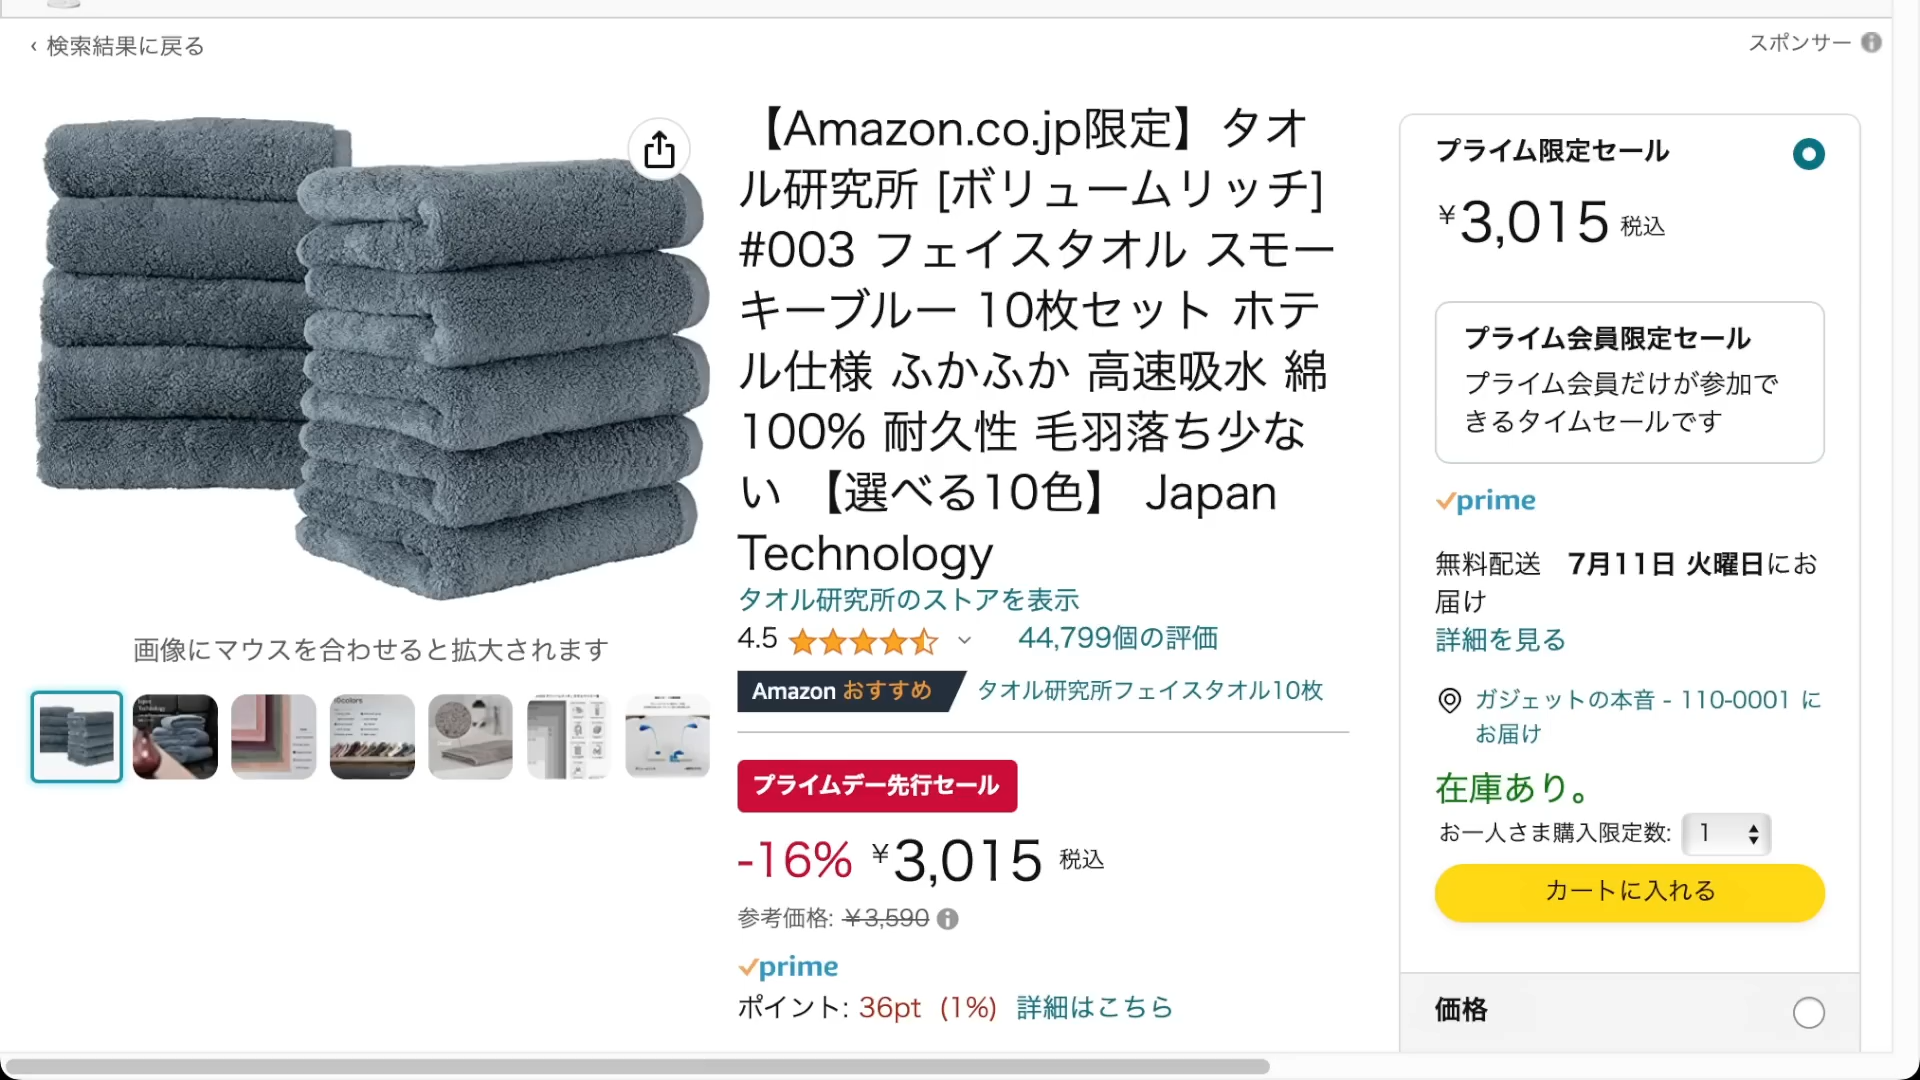 ‹ 検索結果に戻る
スポンサー
【Amazon.co.jp限定】タオ
ル研究所 [ボリュームリッチ]
#003 フェイスタオル スモー
キーブルー 10枚セット ホテ
ル仕様 ふかふか 高速吸水 綿
100% 耐久性 毛羽落ち少な
い 【選べる10色】 Japan
Technology
タオル研究所のストアを表示
4.5
44,799個の評価
Amazon おすすめ
タオル研究所フェイスタオル10枚
プライムデー先行セール
-16% ¥3,015 税込
参考価格: ¥3,590
prime
ポイント: 36pt (1%) 詳細はこちら
画像にマウスを合わせると拡大されます
プライム限定セール
¥3,015 税込
プライム会員限定セール
プライム会員だけが参加で
きるタイムセールです
prime
無料配送 7月11日 火曜日にお
届け
詳細を見る
ガジェットの本音 - 110-0001 に
お届け
在庫あり。
お一人さま購入限定数: 1
カートに入れる
価格